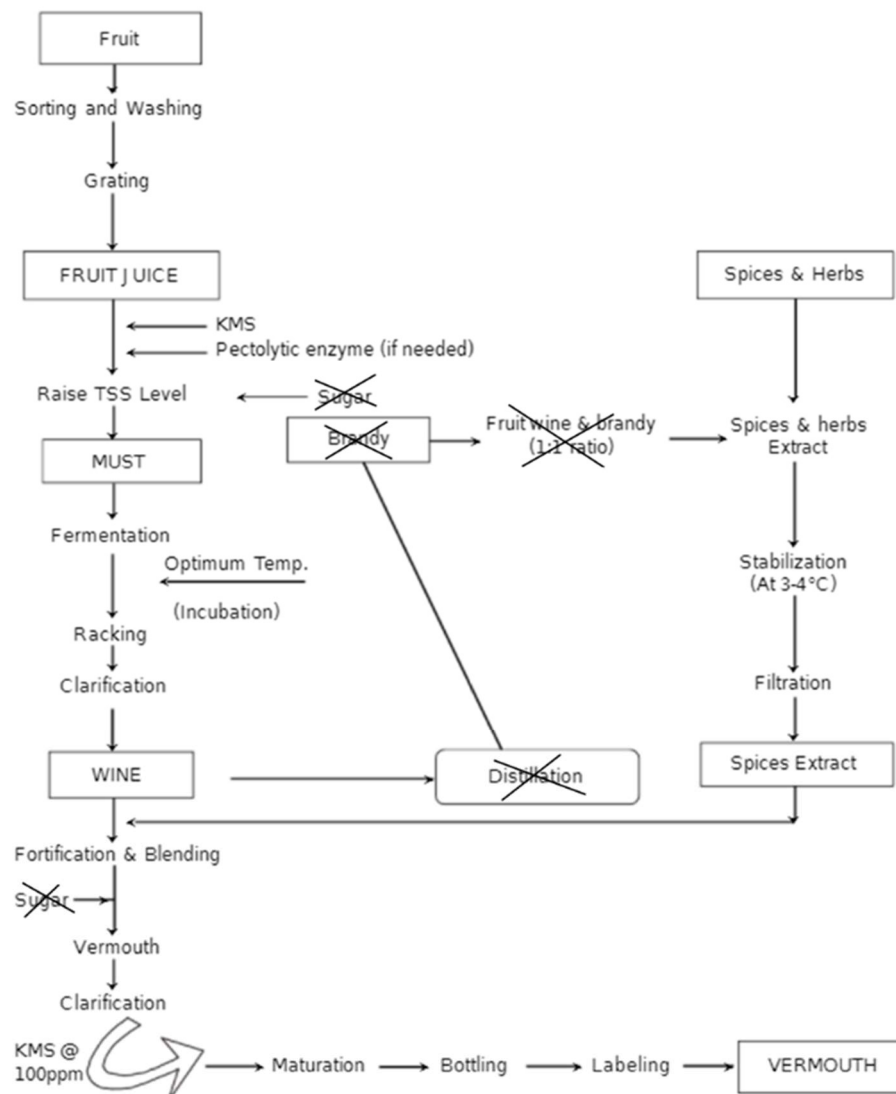 Fruit
Sorting and Washing
Grating
FRUIT JUICE
Spices & Herbs
KMS
Pectolytic enzyme (if needed)
Raise TSS Level
Sugar
Brandy
Fruit wine & brandy
(1:1 ratio)
Spices & herbs
Extract
MUST
Fermentation
Optimum Temp.
(Incubation)
Stabilization
(At 3-4°C)
Racking
Clarification
Filtration
WINE
Distillation
Spices Extract
Fortification & Blending
Sugar
Vermouth
Clarification
KMS @
100ppm
Maturation
Bottling
Labeling
VERMOUTH